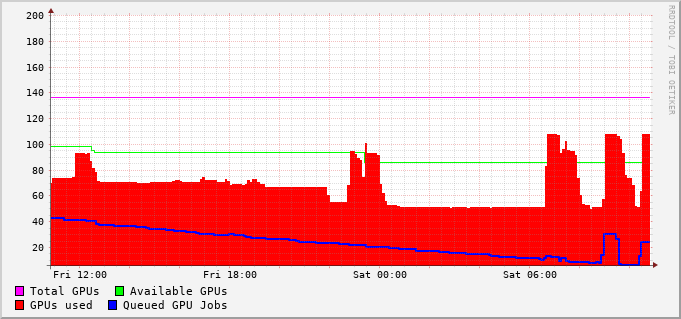 200
180
160
140
120
100
80
60
40
20
Fri 12:00 Fri 18:00 Sat 00:00 Sat 06:00
Total GPUs Available GPUs
GPUs used Queued GPU Jobs
RRDTOOL / TOBI OETIKER